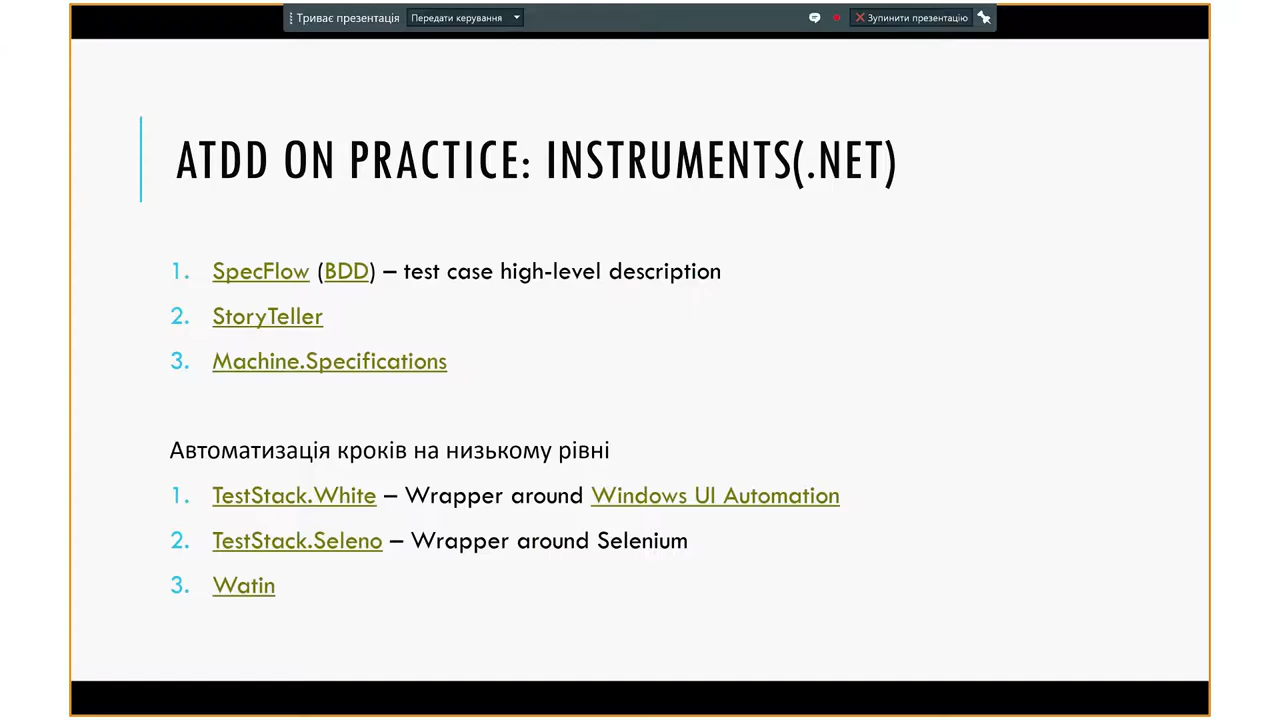 Триває презентація Передати керування Зупинити презентацію
ATDD ON PRACTICE: INSTRUMENTS(.NET)
1. SpecFlow (BDD) – test case high-level description
2. StoryTeller
3. Machine.Specifications
Автоматизація кроків на низькому рівні
1. TestStack.White – Wrapper around Windows UI Automation
2. TestStack.Seleno – Wrapper around Selenium
3. Watin